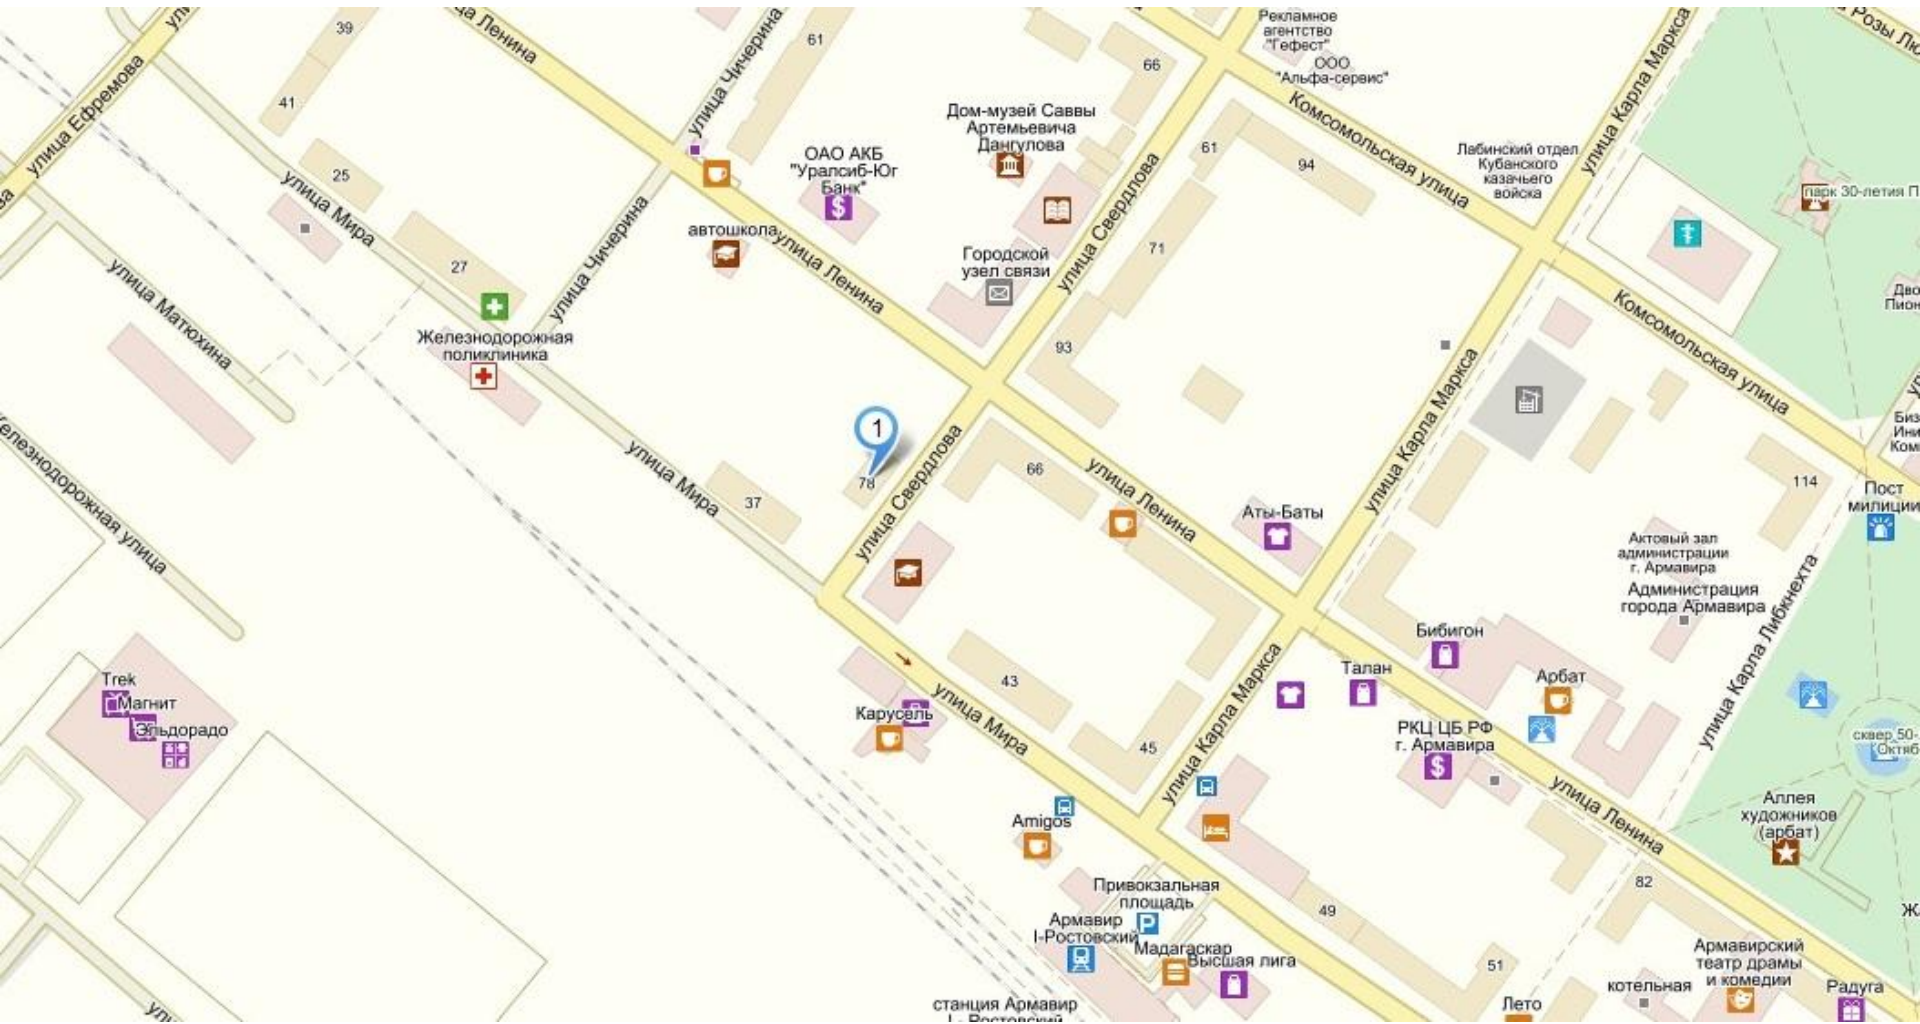 39
улица Ленина
61
66
Рекламное
агентство
"Гефест"
ООО
"Альфа-сервис"
улица Карла Маркса
улица Ефремова
41
улица Чичерина
Дом-музей Саввы
Артемьевича
Дангулова
Комсомольская улица
61
94
Лабинский отдел
Кубанского
казачьего
войска
25
ОАО АКБ
"Уралсиб-Юг
Банк"
$
улица Свердлова
парк 30-летия П
улица Мира
улица Чичерина
автошкола
улица Ленина
71
Городской
узел связи
27
улица Матюхина
Железнодорожная
поликлиника
93
улица Карла Маркса
Комсомольская улица
1
78
улица Свердлова
66
улица Ленина
улица Мира
37
Аты-Баты
114
Пост
милиции
Актовый зал
администрации
г. Армавира
Администрация
города Армавира
улица Карла Либкнехта
Бибигон
Талан
Арбат
Trek
Магнит
Эльдорадо
43
улица Мира
Карусель
45
улица Карла Маркса
РКЦ ЦБ РФ
г. Армавира
$
сквер 50-
улица Ленина
Аллея
художников
(арбат)
Amigos
82
Привокзальная
площадь
P
Армавир
I-Ростовский
Мадагаскар
Высшая лига
49
51
Армавирский
театр драмы
и комедии
котельная
Радуга
Лето
станция Армавир
I - Ростовский